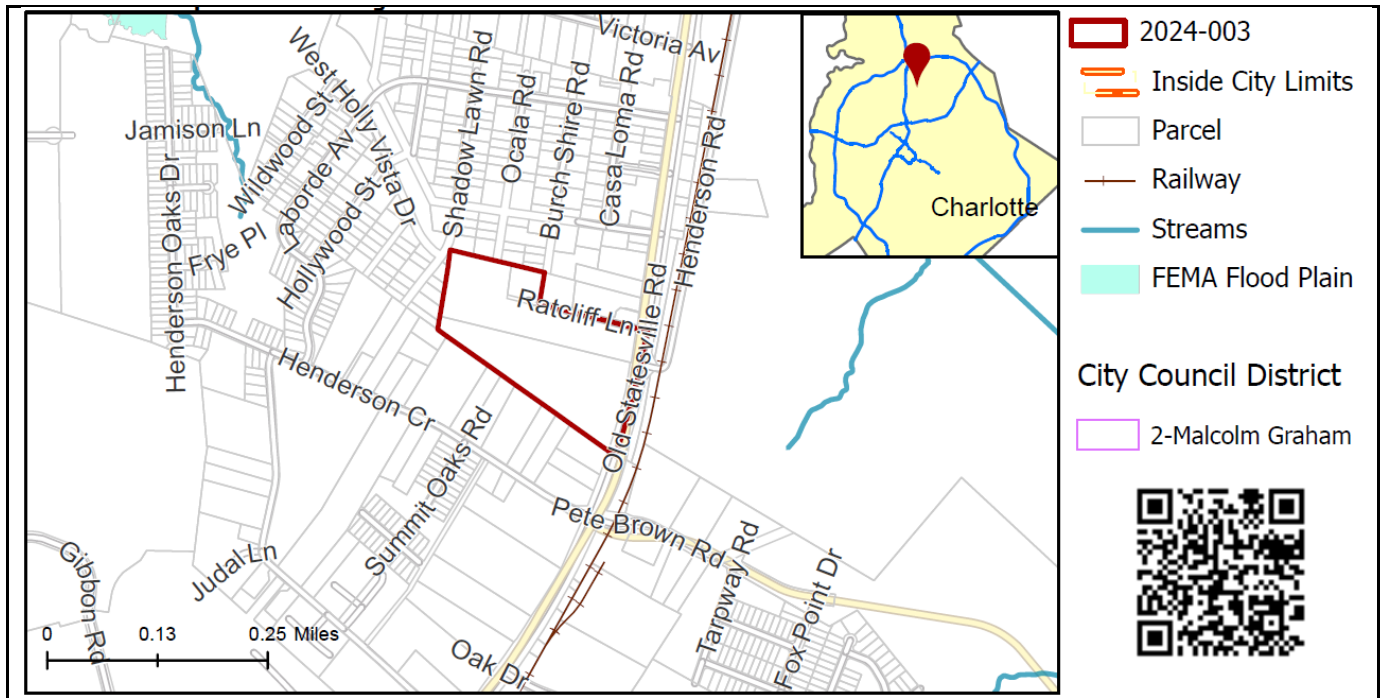 Victoria Av
West Holly Vista Dr
Shadow Lawn Rd
Ocala Rd
Burch-Shire Rd
Casa Loma Rd
Henderson Rd
Jamison Ln
Wildwood St
Laborde Av
Henderson Oaks Dr
Frye Pl
Hollywood St
Ratcliff Ln
Old Statesville Rd
Henderson Cr
Summit Oaks Rd
Pete Brown Rd
Judal Ln
Gibbon Rd
Tarpway Rd
Fox Point Dr
Oak Dr
0 0.13 0.25 Miles
Charlotte
2024-003
Inside City Limits
Parcel
Railway
Streams
FEMA Flood Plain
City Council District
2-Malcolm Graham